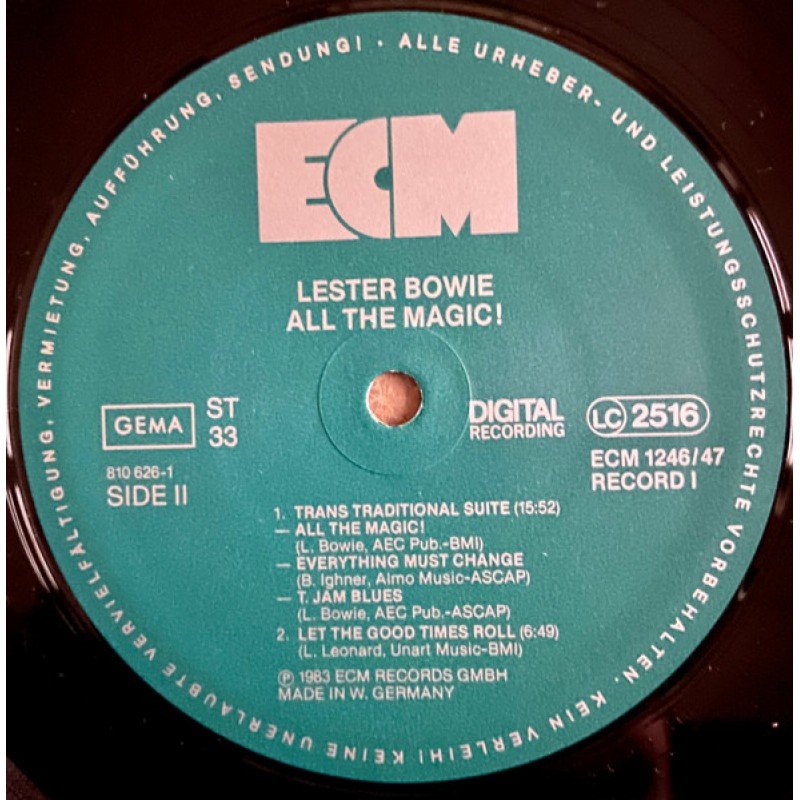 ALLE URHEBER- UND LEISTUNGSSCHUTZRECHTE VORBEHALTEN. KEIN VERLEIH! KEINE UNERLAUBTE VERVIELFÄLTIGUNG, VERMIETUNG, AUFFÜHRUNG, SENDUNG! •
ECM
LESTER BOWIE
ALL THE MAGIC!
GEMA
ST
33
DIGITAL
RECORDING
LC 2516
810 626-1
SIDE II
ECM 1246/47
RECORD I
1. TRANS TRADITIONAL SUITE (15:52)
— ALL THE MAGIC!
(L. Bowie, AEC Pub.-BMI)
— EVERYTHING MUST CHANGE
(B. Ighner, Almo Music-ASCAP)
— T. JAM BLUES
(L. Bowie, AEC Pub.-ASCAP)
2. LET THE GOOD TIMES ROLL (6:49)
(L. Leonard, Unart Music-BMI)
℗ 1983 ECM RECORDS GMBH
MADE IN W. GERMANY